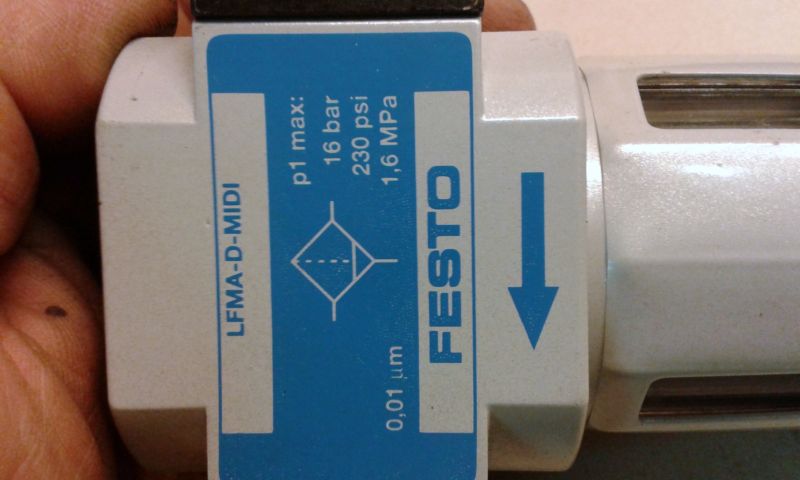 LFMA-D-MIDI
p1 max:
16 bar
230 psi
1,6 MPa
0,01 µm
FESTO